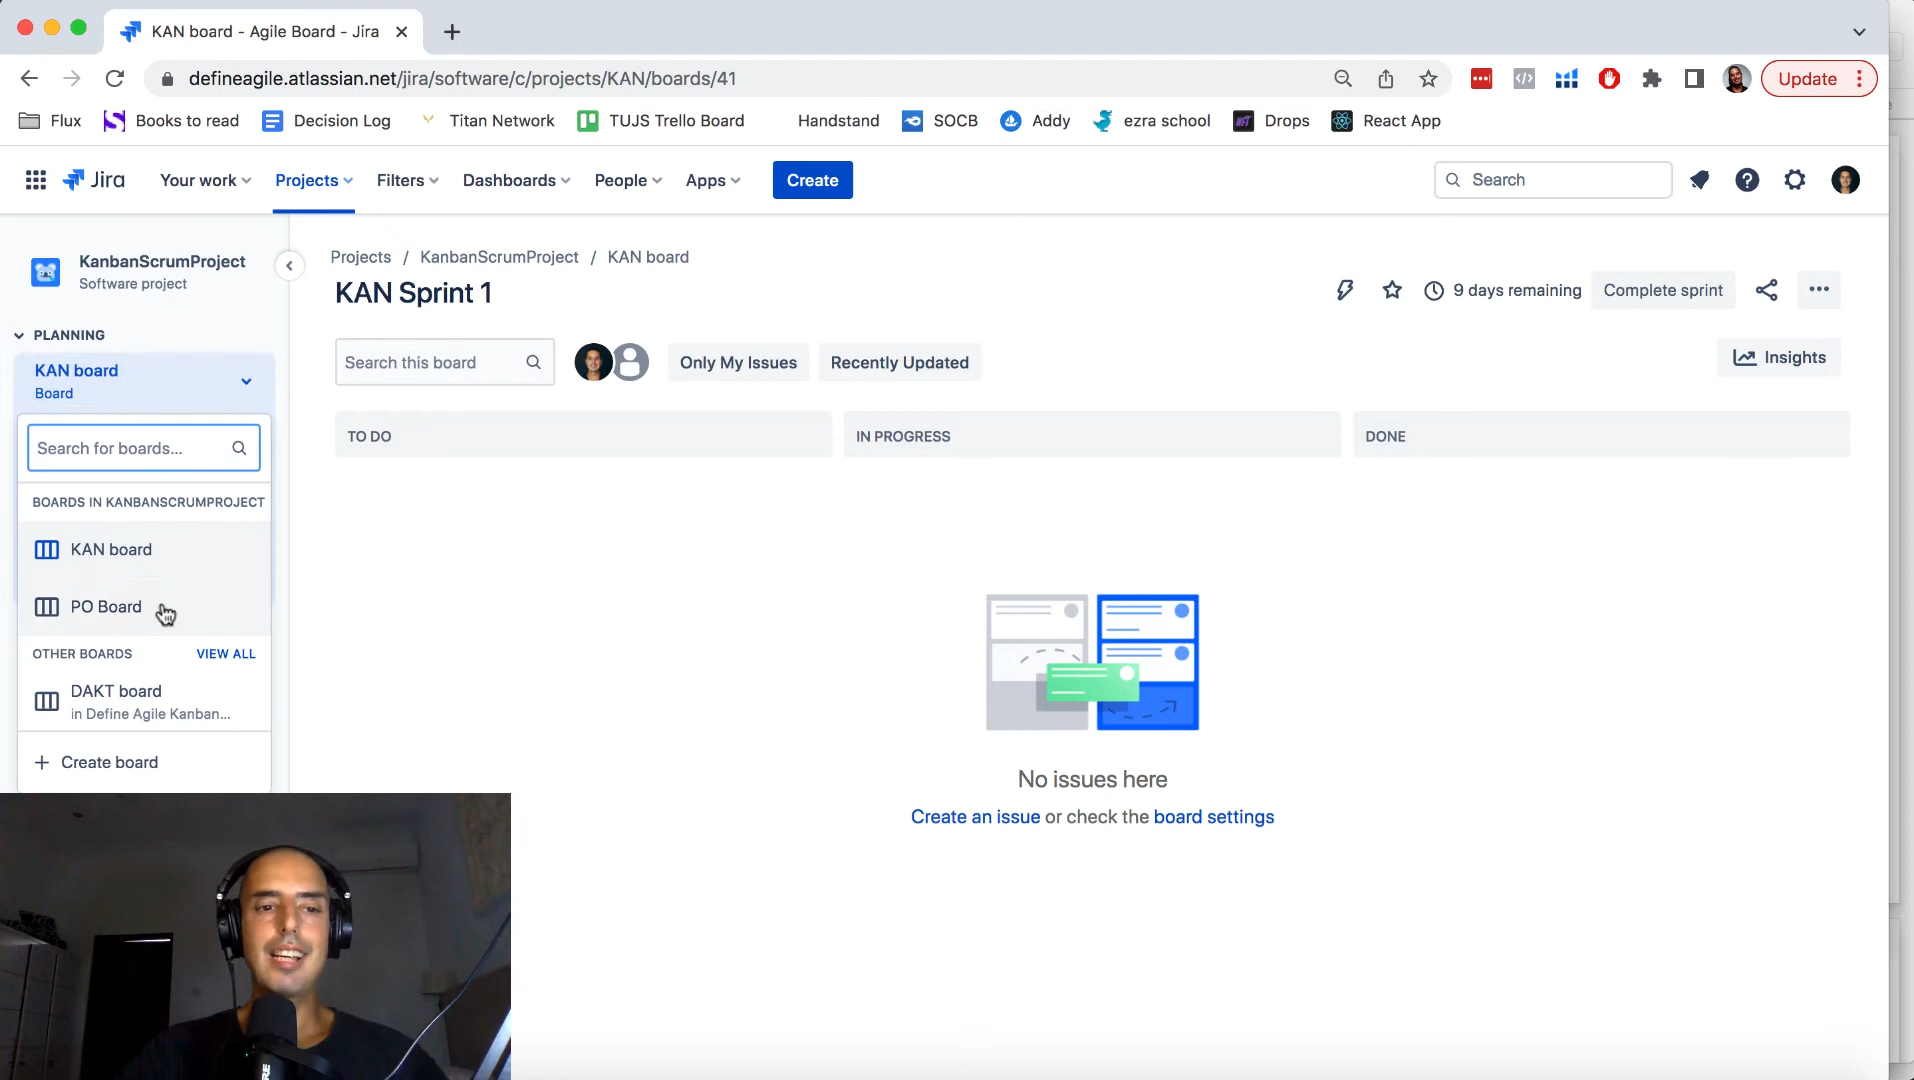 KAN board - Agile Board - Jira
defineagile.atlassian.net/jira/software/c/projects/KAN/boards/41
Update
Flux
Books to read
Decision Log
Titan Network
TUJS Trello Board
Handstand
SOCB
Addy
ezra school
Drops
React App
Jira
Your work
Projects
Filters
Dashboards
People
Apps
Create
Search
KanbanScrumProject
Software project
Projects / KanbanScrumProject / KAN board
KAN Sprint 1
9 days remaining
Complete sprint
PLANNING
KAN board
Board
Search this board
Only My Issues
Recently Updated
Insights
Search for boards...
TO DO
IN PROGRESS
DONE
BOARDS IN KANBANSCRUMPROJECT
KAN board
PO Board
OTHER BOARDS
VIEW ALL
DAKT board
in Define Agile Kanban...
+ Create board
No issues here
Create an issue or check the board settings